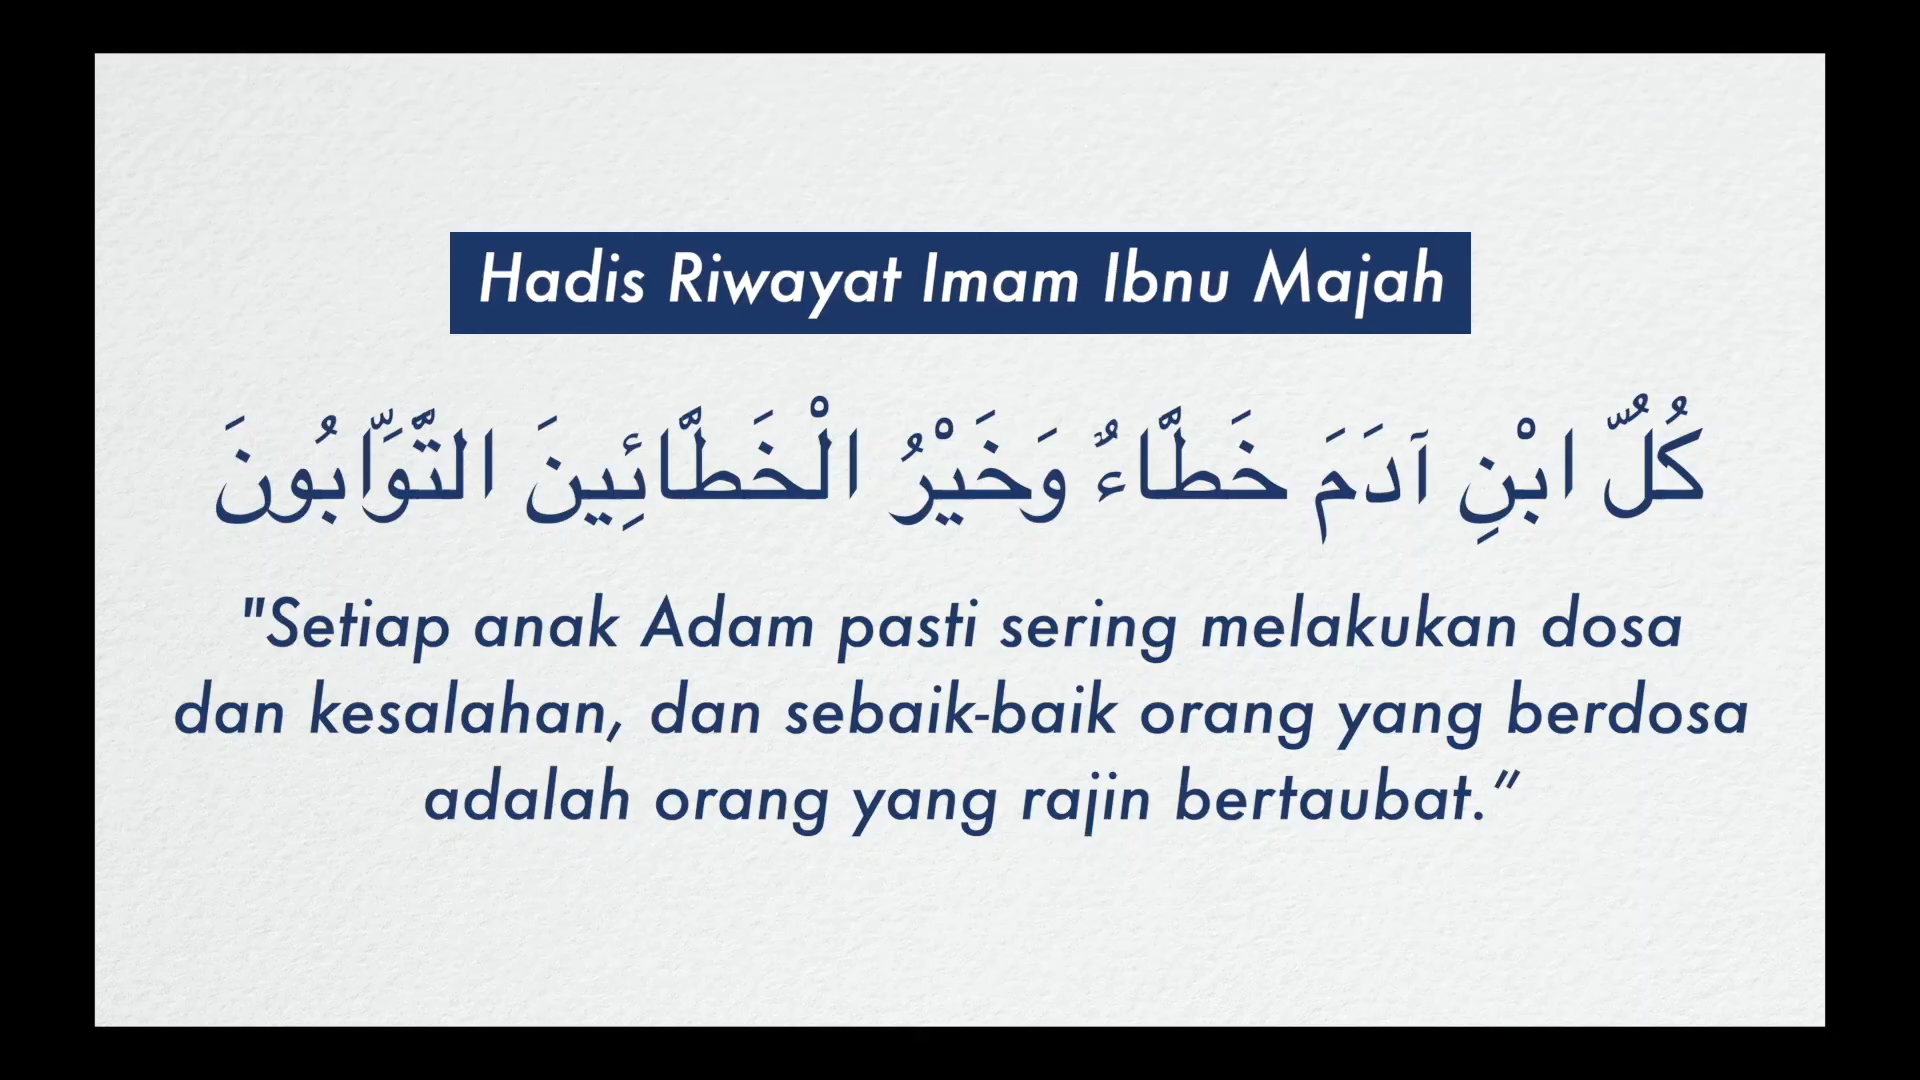 Hadis Riwayat Imam Ibnu Majah
كُلُّ ابْنِ آدَمَ خَطَّاءٌ وَخَيْرُ الْخَطَّائِينَ التَّوَّابُونَ
"Setiap anak Adam pasti sering melakukan dosa
dan kesalahan, dan sebaik-baik orang yang berdosa
adalah orang yang rajin bertaubat.”